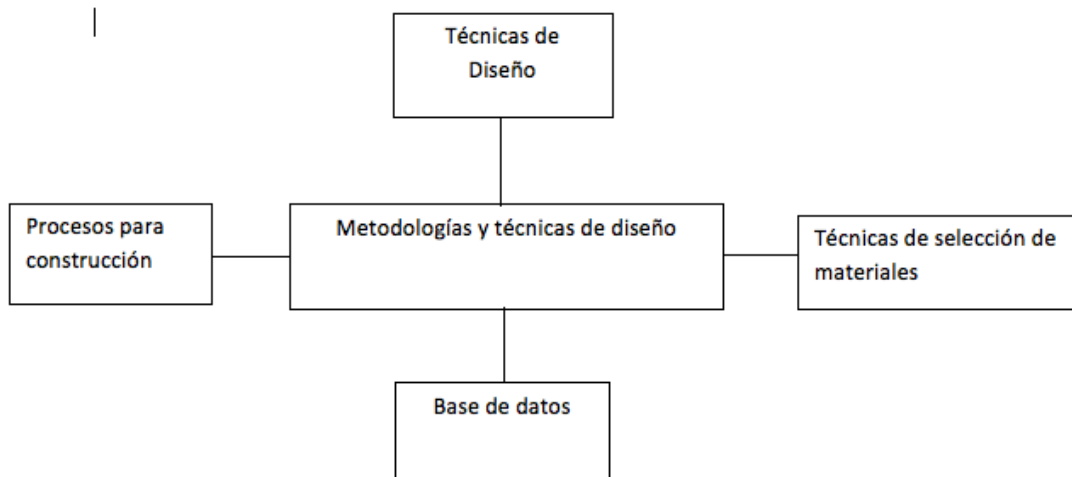 Técnicas de
Diseño
Procesos para
construcción
Metodologías y técnicas de diseño
Técnicas de selección de
materiales
Base de datos